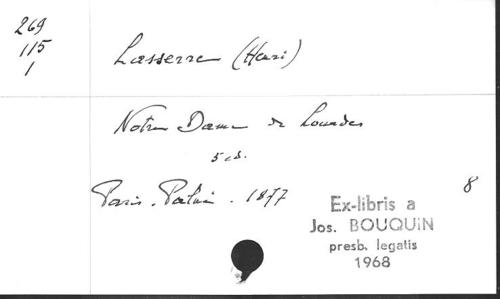 269
115
1
Lasserre (Henri)
Notre Dame de Lourdes
5 éd.
Paris. Palmé. 1877
8
Ex-libris a
Jos. BOUQUIN
presb. legatis
1968